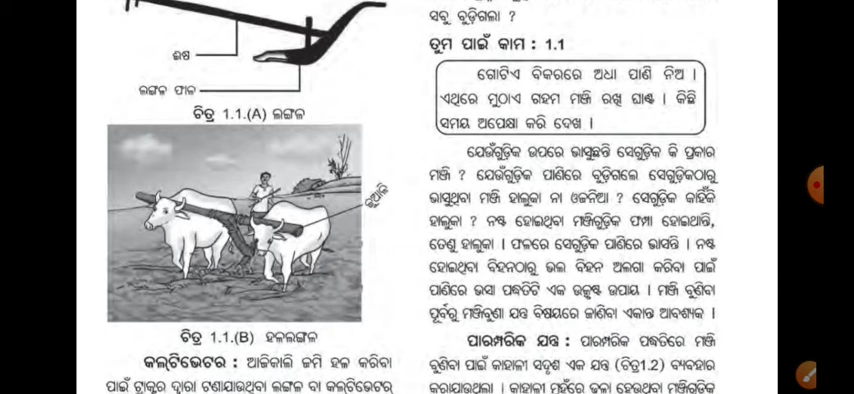 ଈଷ
ଲଙ୍ଗଳ ଫାଳ
ଚିତ୍ର 1.1.(A) ଲଙ୍ଗଳ
ଜୁଆଳି
ଚିତ୍ର 1.1.(B) ହଳଲଙ୍ଗଳ
କଲ୍‌ଟିଭେଟର : ଆଜିକାଲି ଜମି ହଳ କରିବା
ପାଇଁ ଟ୍ରାକ୍ଟର ଦ୍ୱାରା ଟଣାଯାଉଥିବା ଲଙ୍ଗଳ ବା କଲ୍‌ଟିଭେଟର୍
ସବୁ ବୁଡ଼ିଗଲା ?
ତୁମ ପାଇଁ କାମ : 1.1
ଗୋଟିଏ ବିକରରେ ଅଧା ପାଣି ନିଅ ।
ଏଥିରେ ମୁଠାଏ ଗହମ ମଞ୍ଜି ରଖି ଘାଣ୍ଟ । କିଛି
ସମୟ ଅପେକ୍ଷା କରି ଦେଖ ।
ଯେଉଁଗୁଡ଼ିକ ଉପରେ ଭାସୁଛନ୍ତି ସେଗୁଡ଼ିକ କି ପ୍ରକାର
ମଞ୍ଜି ? ଯେଉଁଗୁଡ଼ିକ ପାଣିରେ ବୁଡ଼ିଗଲେ ସେଗୁଡ଼ିକଠାରୁ
ଭାସୁଥିବା ମଞ୍ଜି ହାଲୁକା ନା ଓଜନିଆ ? ସେଗୁଡ଼ିକ କାହିଁକି
ହାଲୁକା ? ନଷ୍ଟ ହୋଇଥିବା ମଞ୍ଜିଗୁଡ଼ିକ ଫମ୍ପା ହୋଇଥାନ୍ତି,
ତେଣୁ ହାଲୁକା । ଫଳରେ ସେଗୁଡ଼ିକ ପାଣିରେ ଭାସନ୍ତି । ନଷ୍ଟ
ହୋଇଥିବା ବିହନଠାରୁ ଭଲ ବିହନ ଅଲଗା କରିବା ପାଇଁ
ପାଣିରେ ଭସା ପଦ୍ଧତିଟି ଏକ ଉତ୍କୃଷ୍ଟ ଉପାୟ । ମଞ୍ଜି ବୁଣିବା
ପୂର୍ବରୁ ମଞ୍ଜିବୁଣା ଯନ୍ତ୍ର ବିଷୟରେ ଜାଣିବା ଏକାନ୍ତ ଆବଶ୍ୟକ ।
ପାରମ୍ପରିକ ଯନ୍ତ୍ର : ପାରମ୍ପରିକ ପଦ୍ଧତିରେ ମଞ୍ଜି
ବୁଣିବା ପାଇଁ କାହାଳୀ ସଦୃଶ ଏକ ଯନ୍ତ୍ର (ଚିତ୍ର1.2) ବ୍ୟବହାର
କରାଯାଉଥିଲା । କାହାଳୀ ମୁହଁରେ ଢଳା ହେଉଥିବା ମଞ୍ଜିଗୁଡ଼ିକ